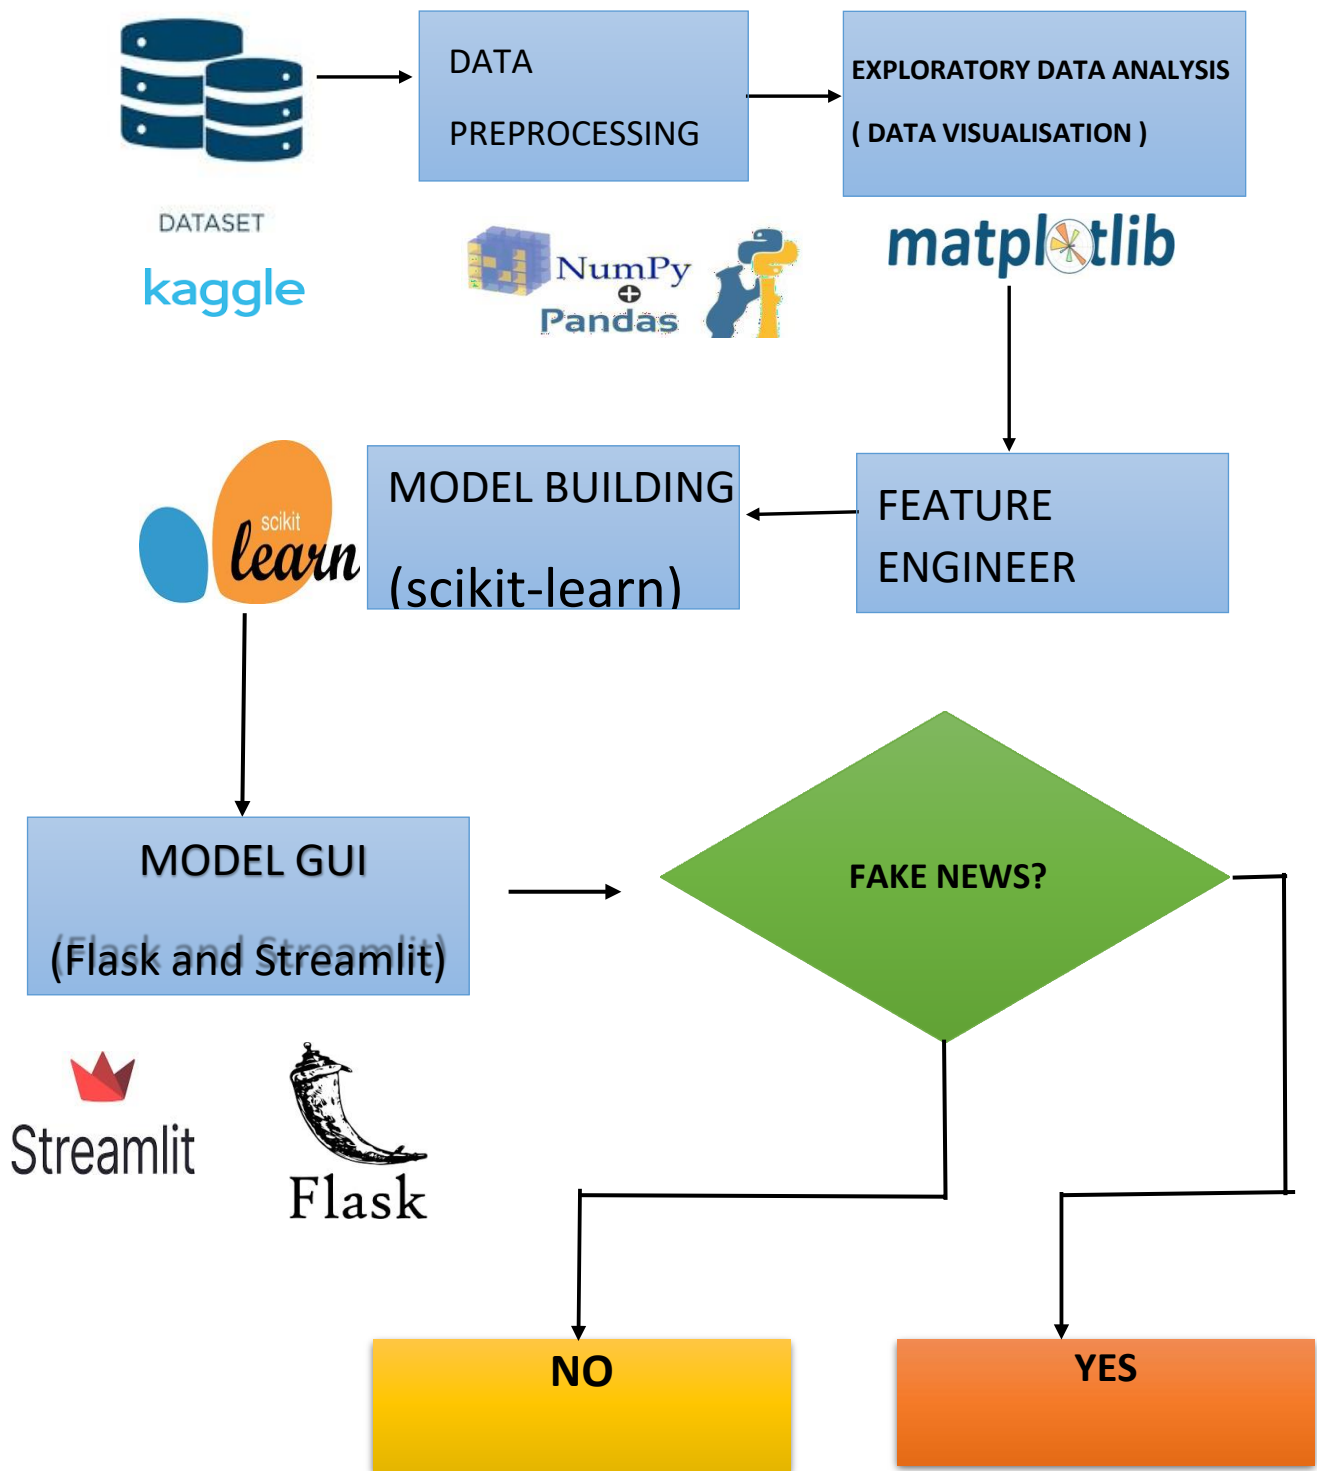 DATA
PREPROCESSING
EXPLORATORY DATA ANALYSIS
( DATA VISUALISATION )
DATASET
kaggle
NumPy
Pandas
matplotlib
scikit
learn
MODEL BUILDING
(scikit-learn)
FEATURE
ENGINEER
MODEL GUI
(Flask and Streamlit)
FAKE NEWS?
Streamlit
Flask
NO
YES